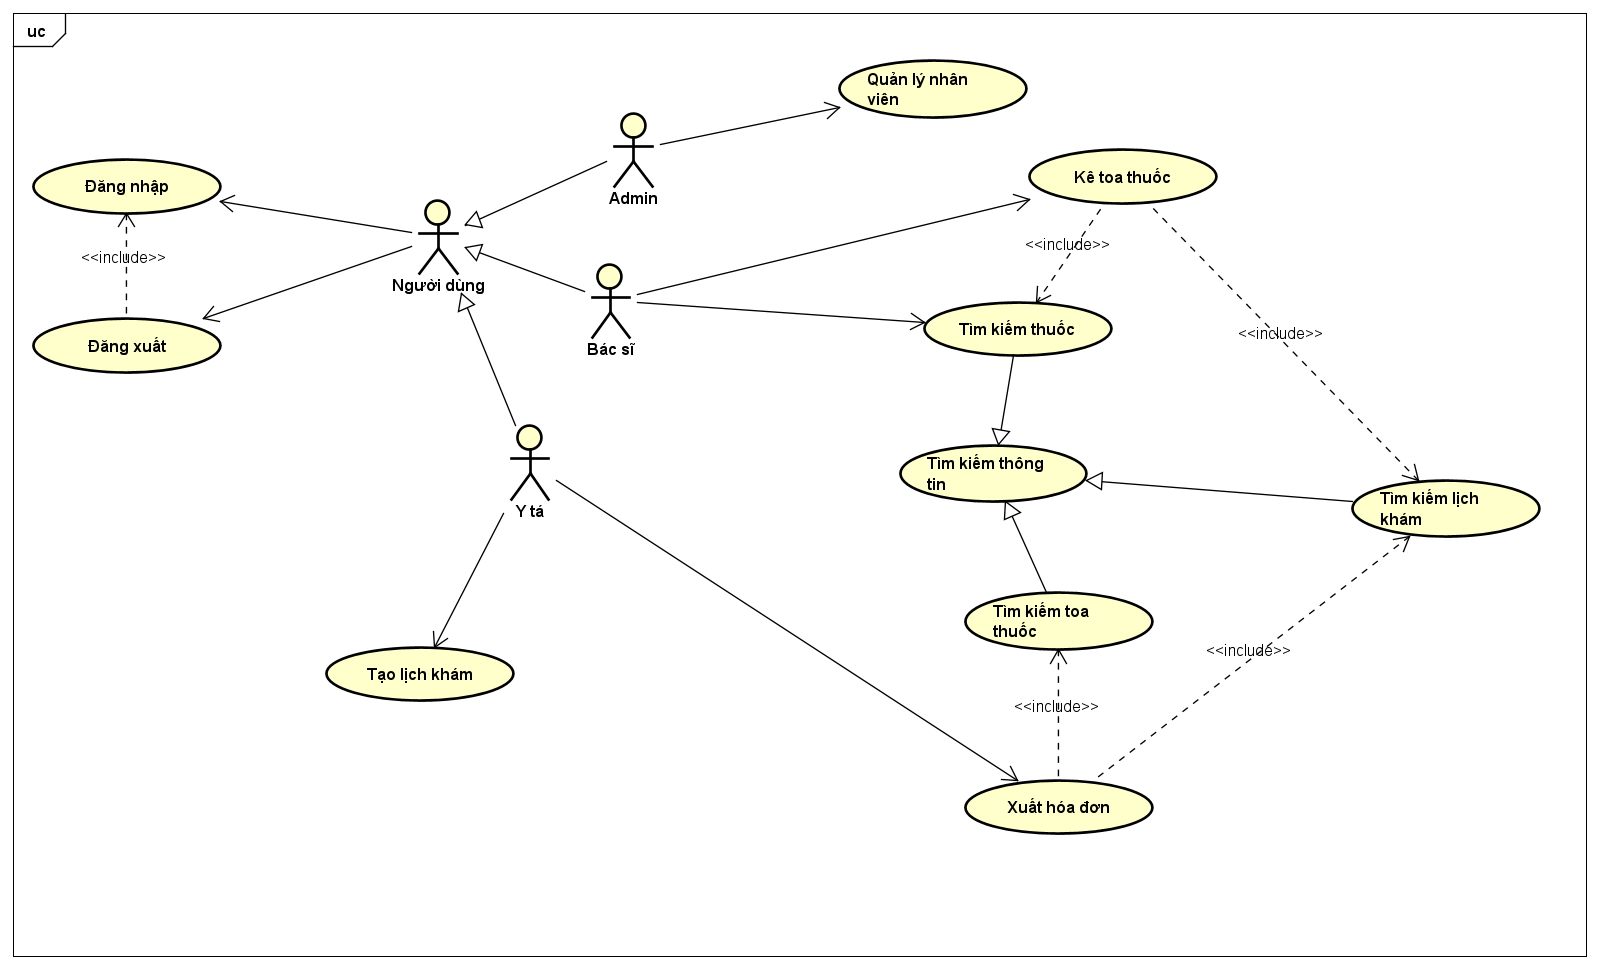 uc
Quản lý nhân
viên
Admin
Đăng nhập
Kê toa thuốc
<<include>>
<<include>>
Người dùng
Bác sĩ
Tìm kiếm thuốc
<<include>>
Đăng xuất
Tìm kiếm thông
tin
Tìm kiếm lịch
khám
Y tá
Tìm kiếm toa
thuốc
<<include>>
Tạo lịch khám
<<include>>
Xuất hóa đơn